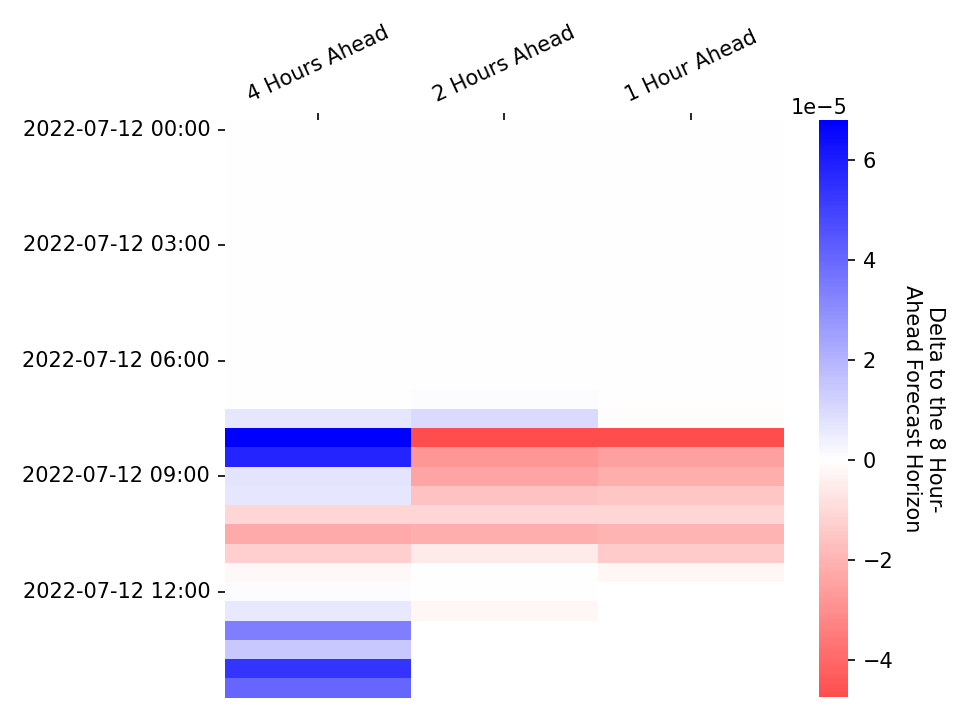 4 Hours Ahead
2 Hours Ahead
1 Hour Ahead
1e−5
2022-07-12 00:00
2022-07-12 03:00
2022-07-12 06:00
2022-07-12 09:00
2022-07-12 12:00
6
4
2
0
−2
−4
Delta to the 8 Hour-
Ahead Forecast Horizon